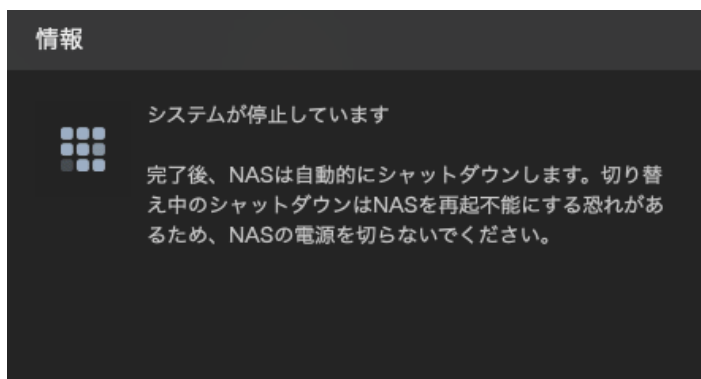 情報
システムが停止しています
完了後、NASは自動的にシャットダウンします。切り替
え中のシャットダウンはNASを再起不能にする恐れがあ
るため、NASの電源を切らないでください。